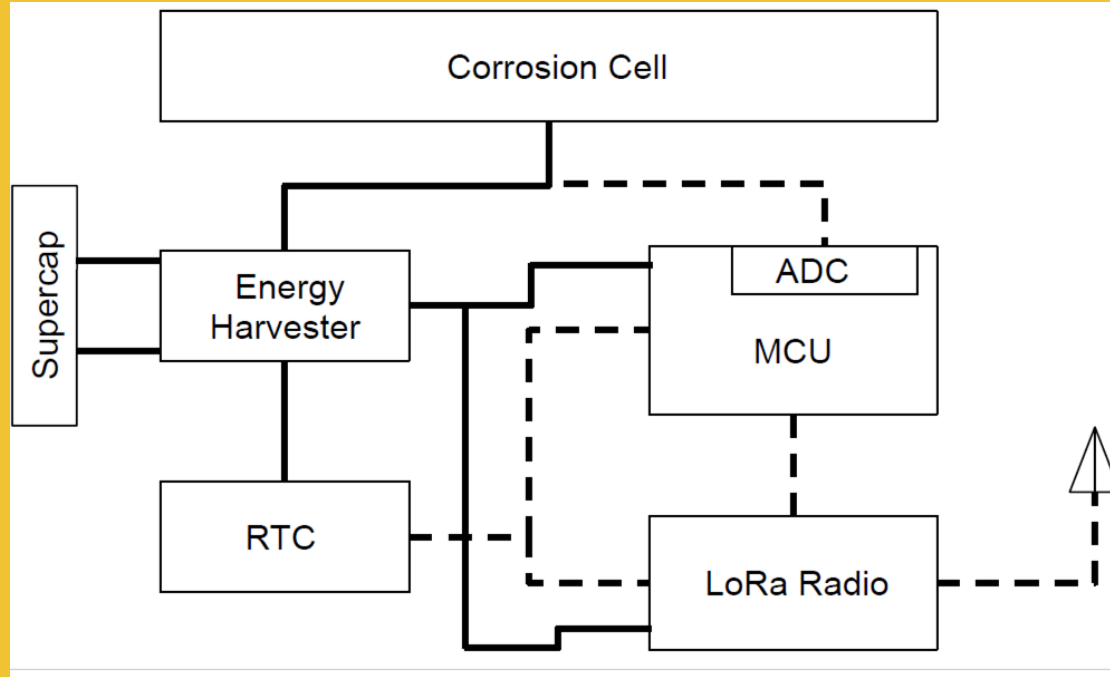 Corrosion Cell
Supercap
Energy
Harvester
ADC
MCU
RTC
LoRa Radio